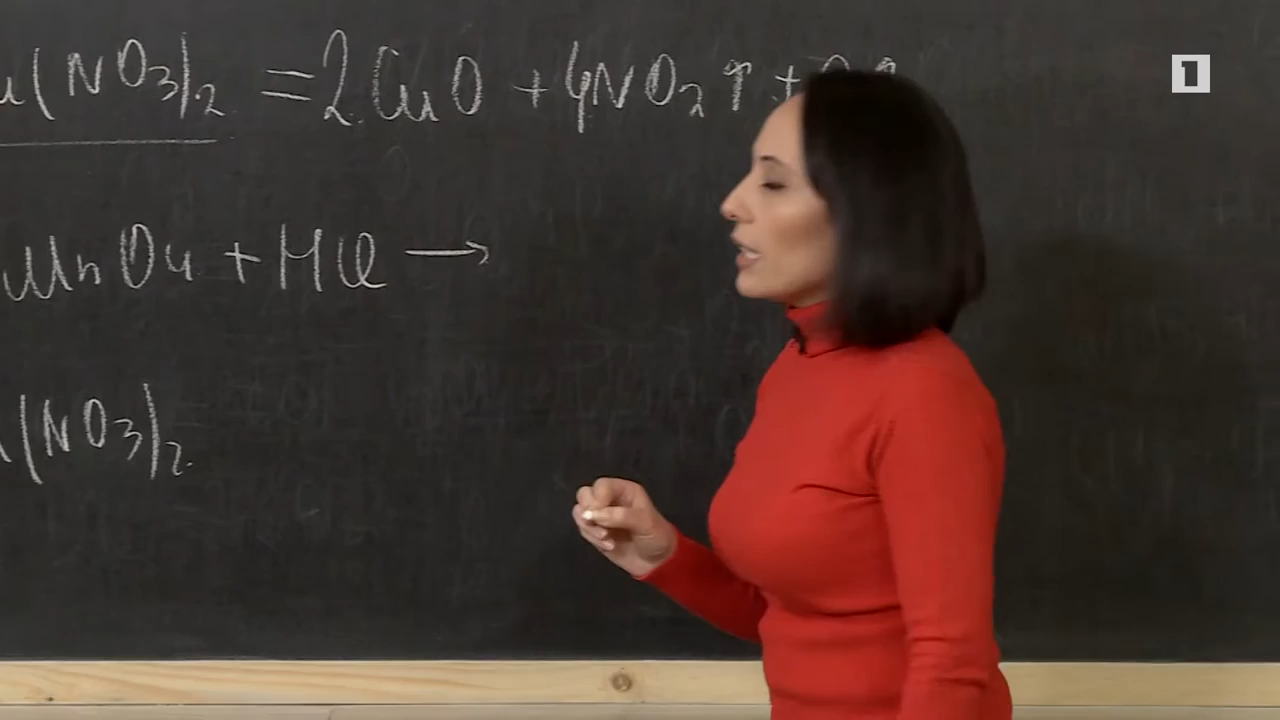 u(NO₃)₂ = 2CuO + 4NO₂↑ +
MnO₄ + HCl →
(NO₃)₂
1